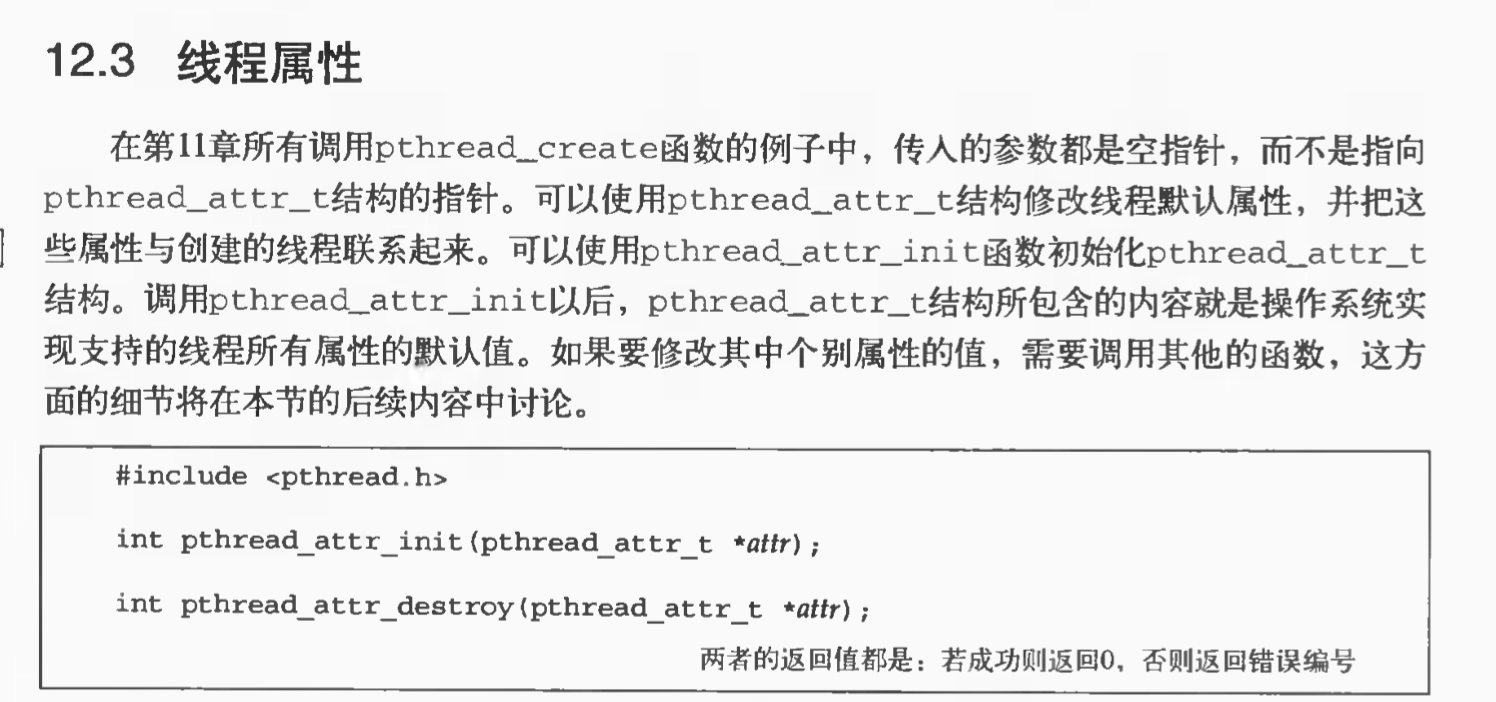 12.3 线程属性
在第11章所有调用pthread_create函数的例子中，传入的参数都是空指针，而不是指向
pthread_attr_t结构的指针。可以使用pthread_attr_t结构修改线程默认属性，并把这
些属性与创建的线程联系起来。可以使用pthread_attr_init函数初始化pthread_attr_t
结构。调用pthread_attr_init以后，pthread_attr_t结构所包含的内容就是操作系统实
现支持的线程所有属性的默认值。如果要修改其中个别属性的值，需要调用其他的函数，这方
面的细节将在本节的后续内容中讨论。
#include <pthread.h>
int pthread_attr_init(pthread_attr_t *attr);
int pthread_attr_destroy(pthread_attr_t *attr);
两者的返回值都是：若成功则返回0，否则返回错误编号